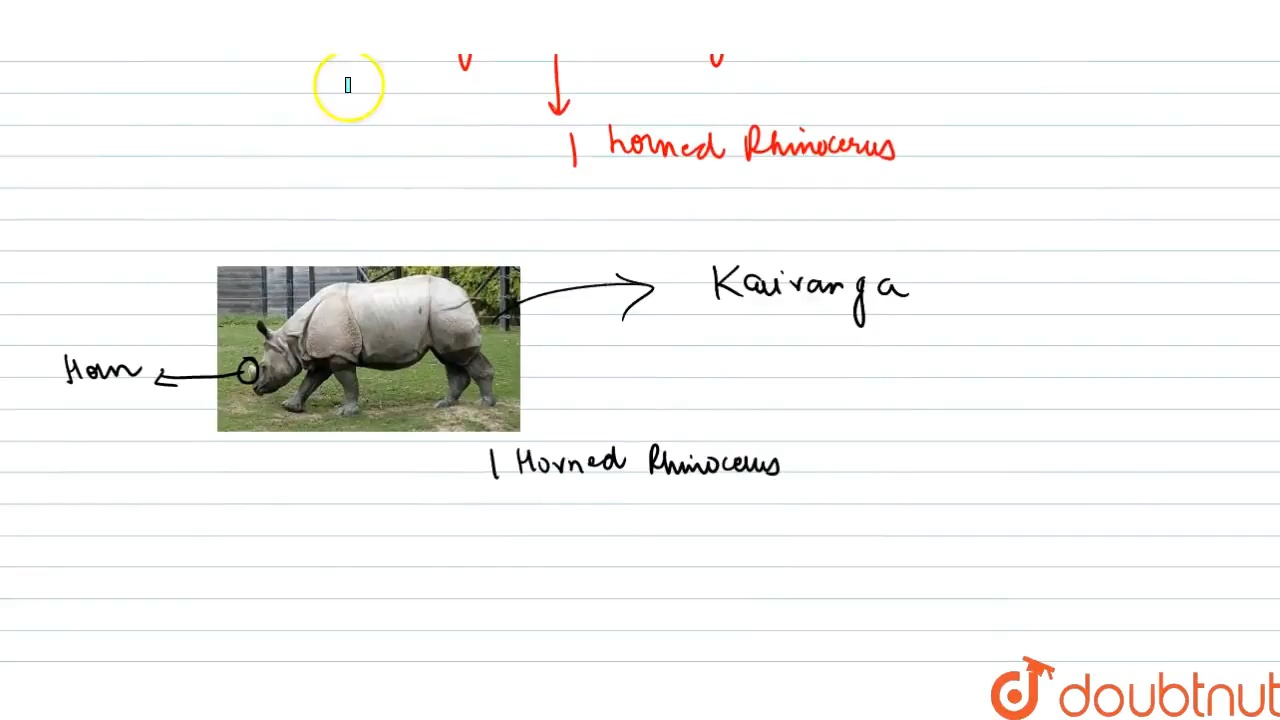 1 horned Rhinocerus
Kairanga
Horn
1 Horned Rhinocerus
doubtnut